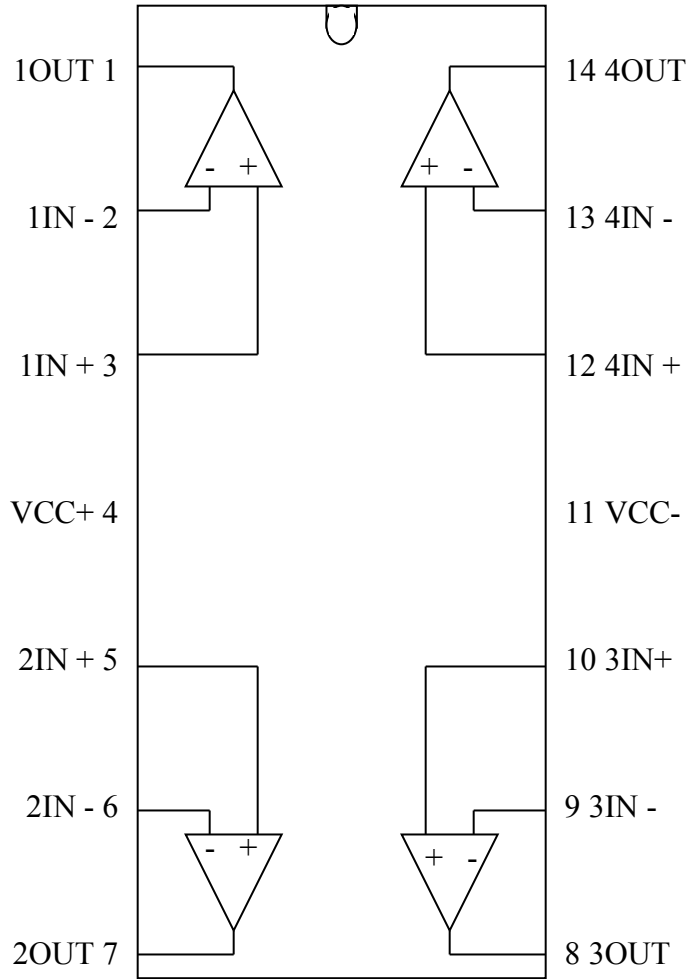 1OUT 1
14 4OUT
- +
+ -
1IN - 2
13 4IN -
1IN + 3
12 4IN +
VCC+ 4
11 VCC-
2IN + 5
10 3IN+
2IN - 6
9 3IN -
- +
+ -
2OUT 7
8 3OUT